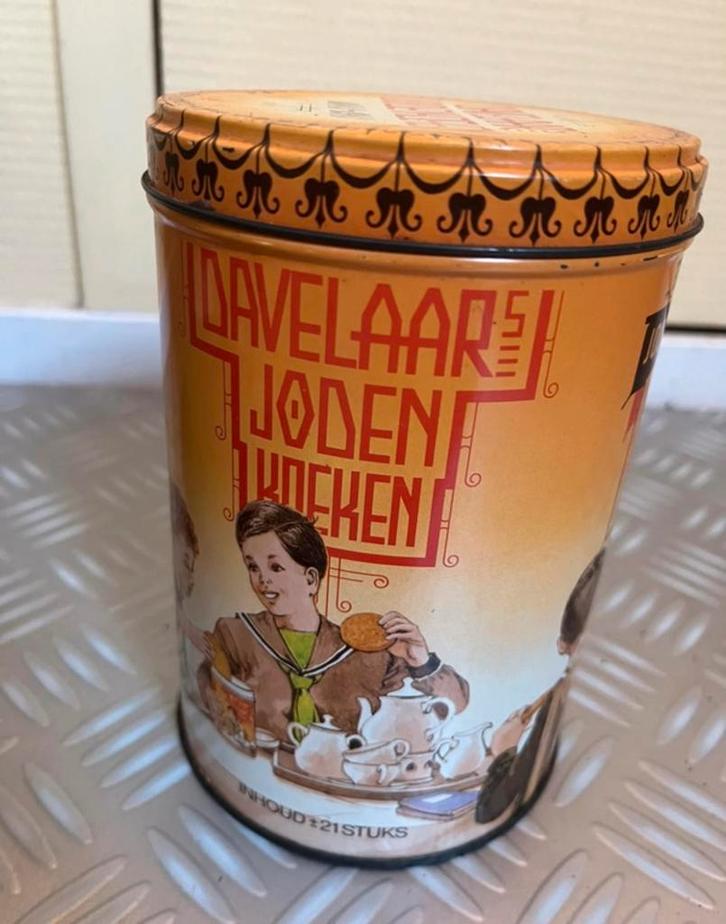 DAVELAAR'S
JODEN
KOEKEN
INHOUD ± 21 STUKS